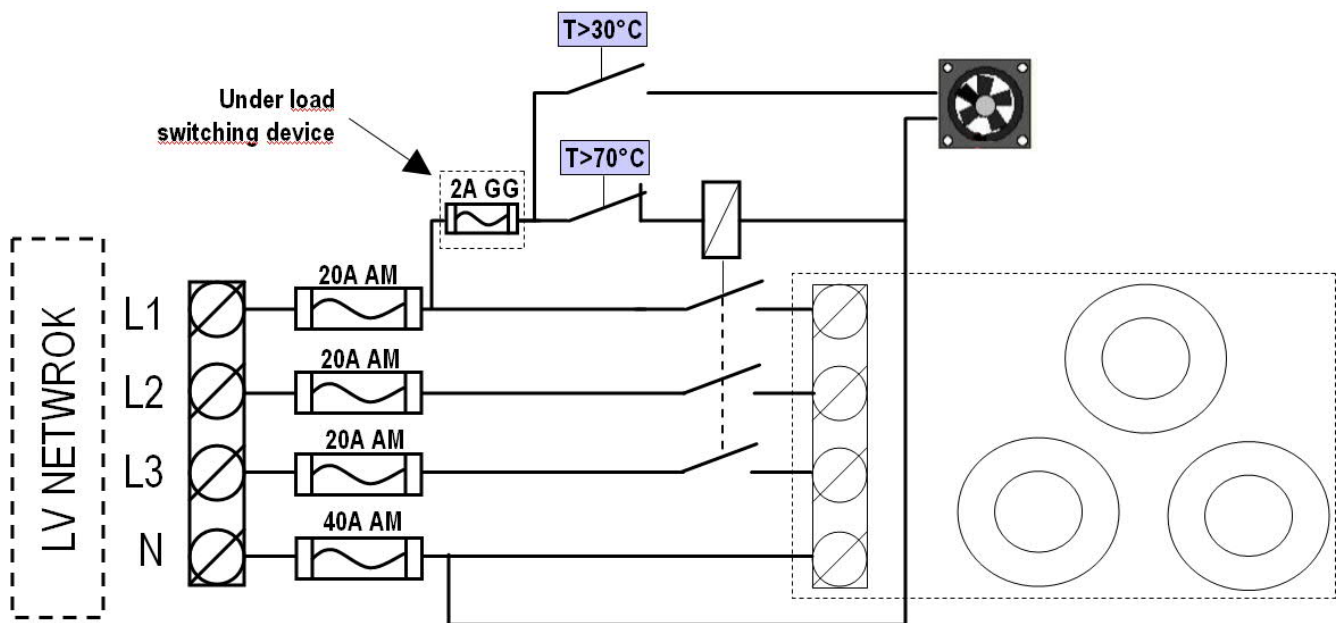 T>30°C
Under load
switching device
T>70°C
2A GG
20A AM
L1
20A AM
L2
20A AM
L3
40A AM
N
LV NETWROK